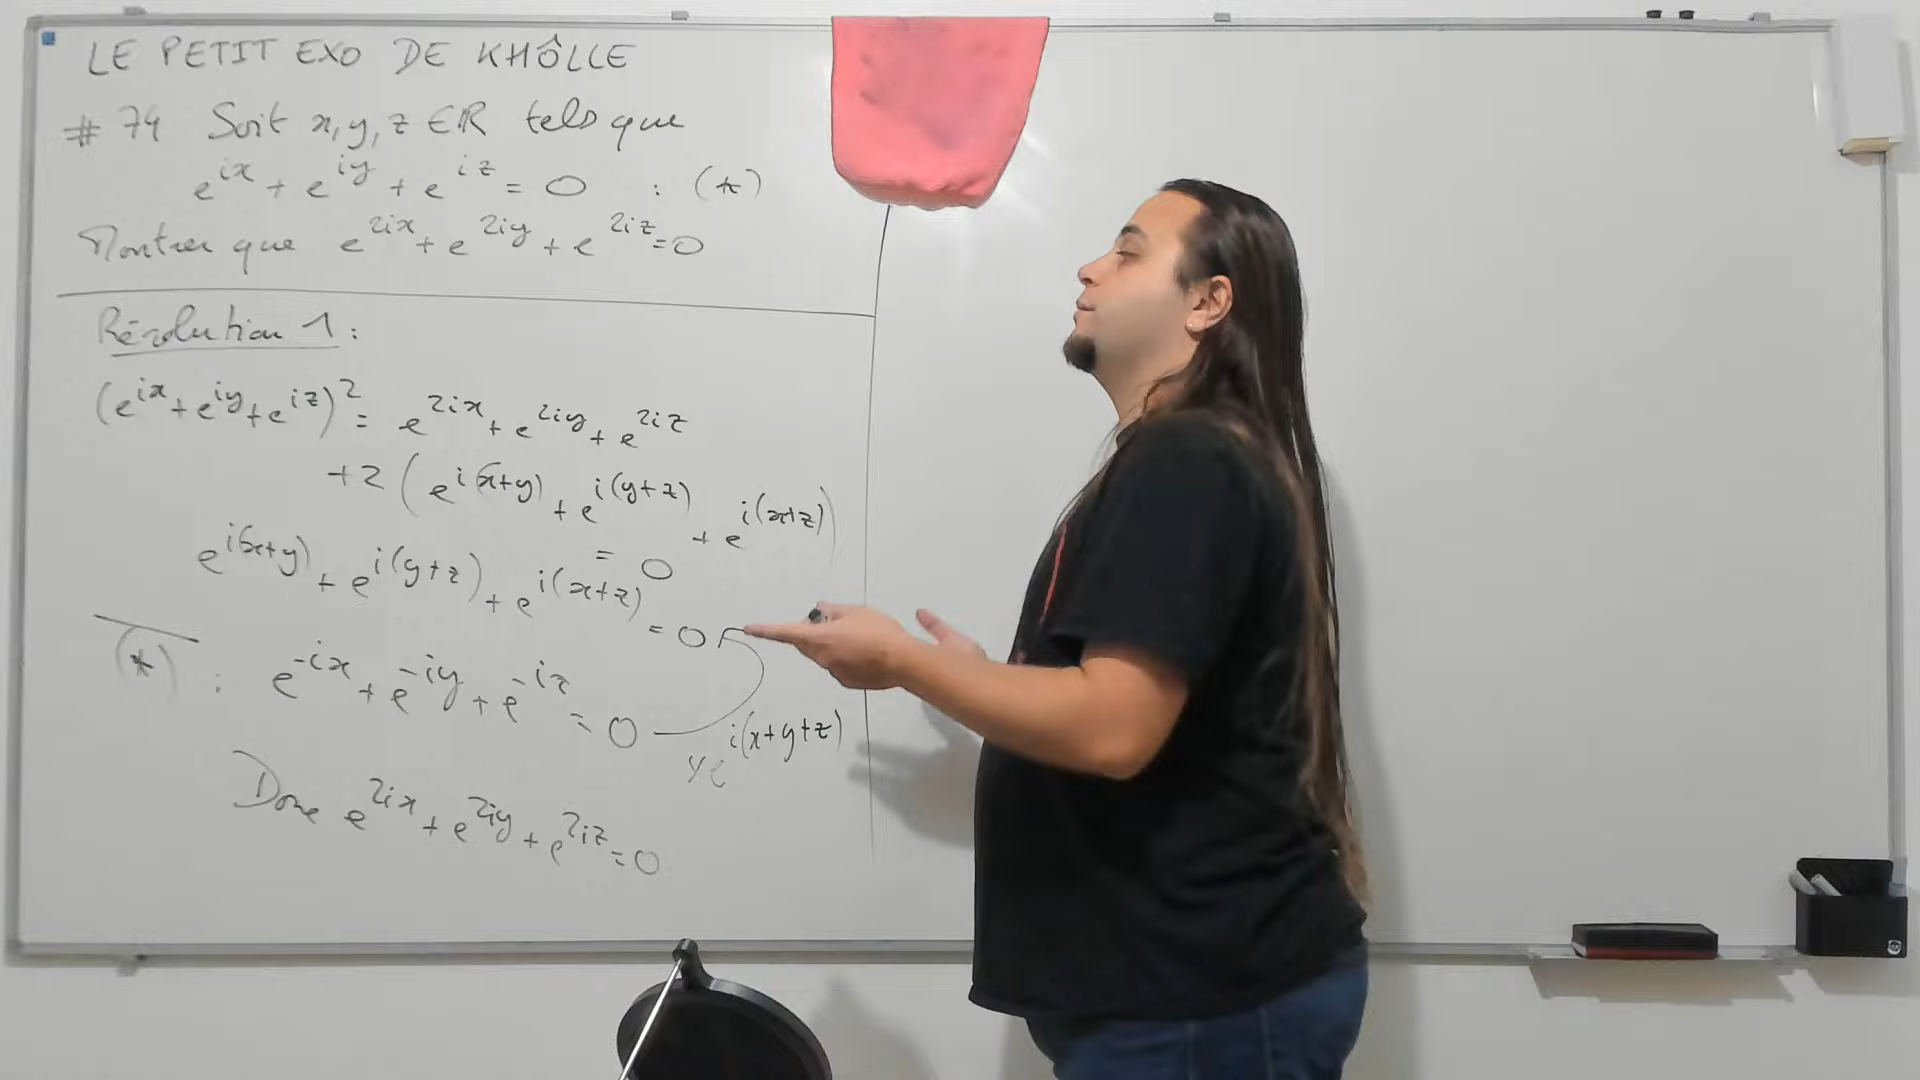 LE PETIT EXO DE KHÔLLE
# 74 Soit x, y, z ∈ ℝ tels que
e^{ix} + e^{iy} + e^{iz} = 0 : (*)
Montrer que e^{2ix} + e^{2iy} + e^{2iz} = 0
Résolution 1 :
(e^{ix} + e^{iy} + e^{iz})^2 = e^{2ix} + e^{2iy} + e^{2iz}
+ 2 (e^{i(x+y)} + e^{i(y+z)} + e^{i(x+z)})
= 0
e^{i(x+y)} + e^{i(y+z)} + e^{i(x+z)} = 0
\overline{(*)} : e^{-ix} + e^{-iy} + e^{-iz} = 0
× e^{i(x+y+z)}
Donc e^{2ix} + e^{2iy} + e^{2iz} = 0